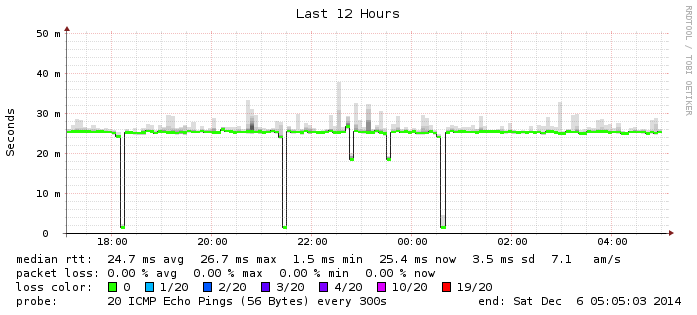 Last 12 Hours
RRDTOOL / TOBI OETIKER
Seconds
50 m
40 m
30 m
20 m
10 m
0
18:00 20:00 22:00 00:00 02:00 04:00
median rtt: 24.7 ms avg 26.7 ms max 1.5 ms min 25.4 ms now 3.5 ms sd 7.1 am/s
packet loss: 0.00 % avg 0.00 % max 0.00 % min 0.00 % now
loss color: 0 1/20 2/20 3/20 4/20 10/20 19/20
probe: 20 ICMP Echo Pings (56 Bytes) every 300s end: Sat Dec 6 05:05:03 2014